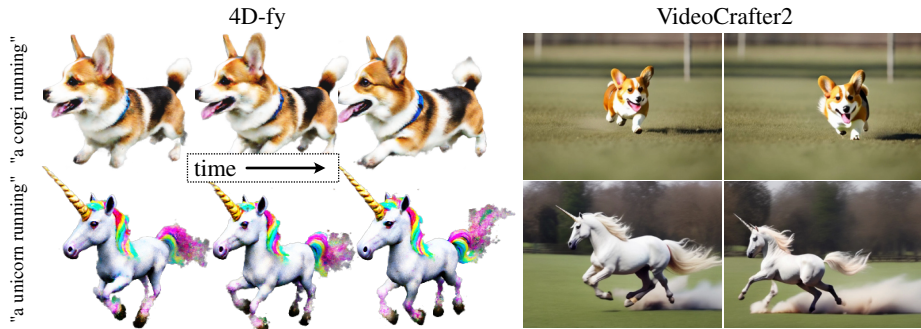 4D-fy
VideoCrafter2
"a corgi running"
time
"a unicorn running"